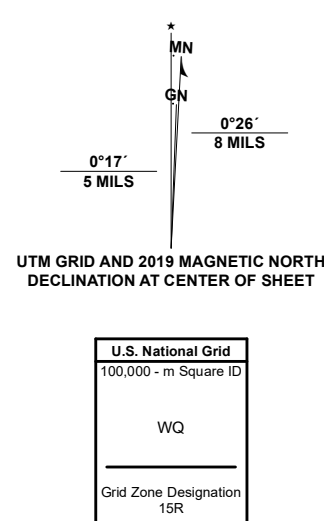 ★
MN
GN
0°26´
8 MILS
0°17´
5 MILS
UTM GRID AND 2019 MAGNETIC NORTH
DECLINATION AT CENTER OF SHEET
U.S. National Grid
100,000 - m Square ID
WQ
Grid Zone Designation
15R